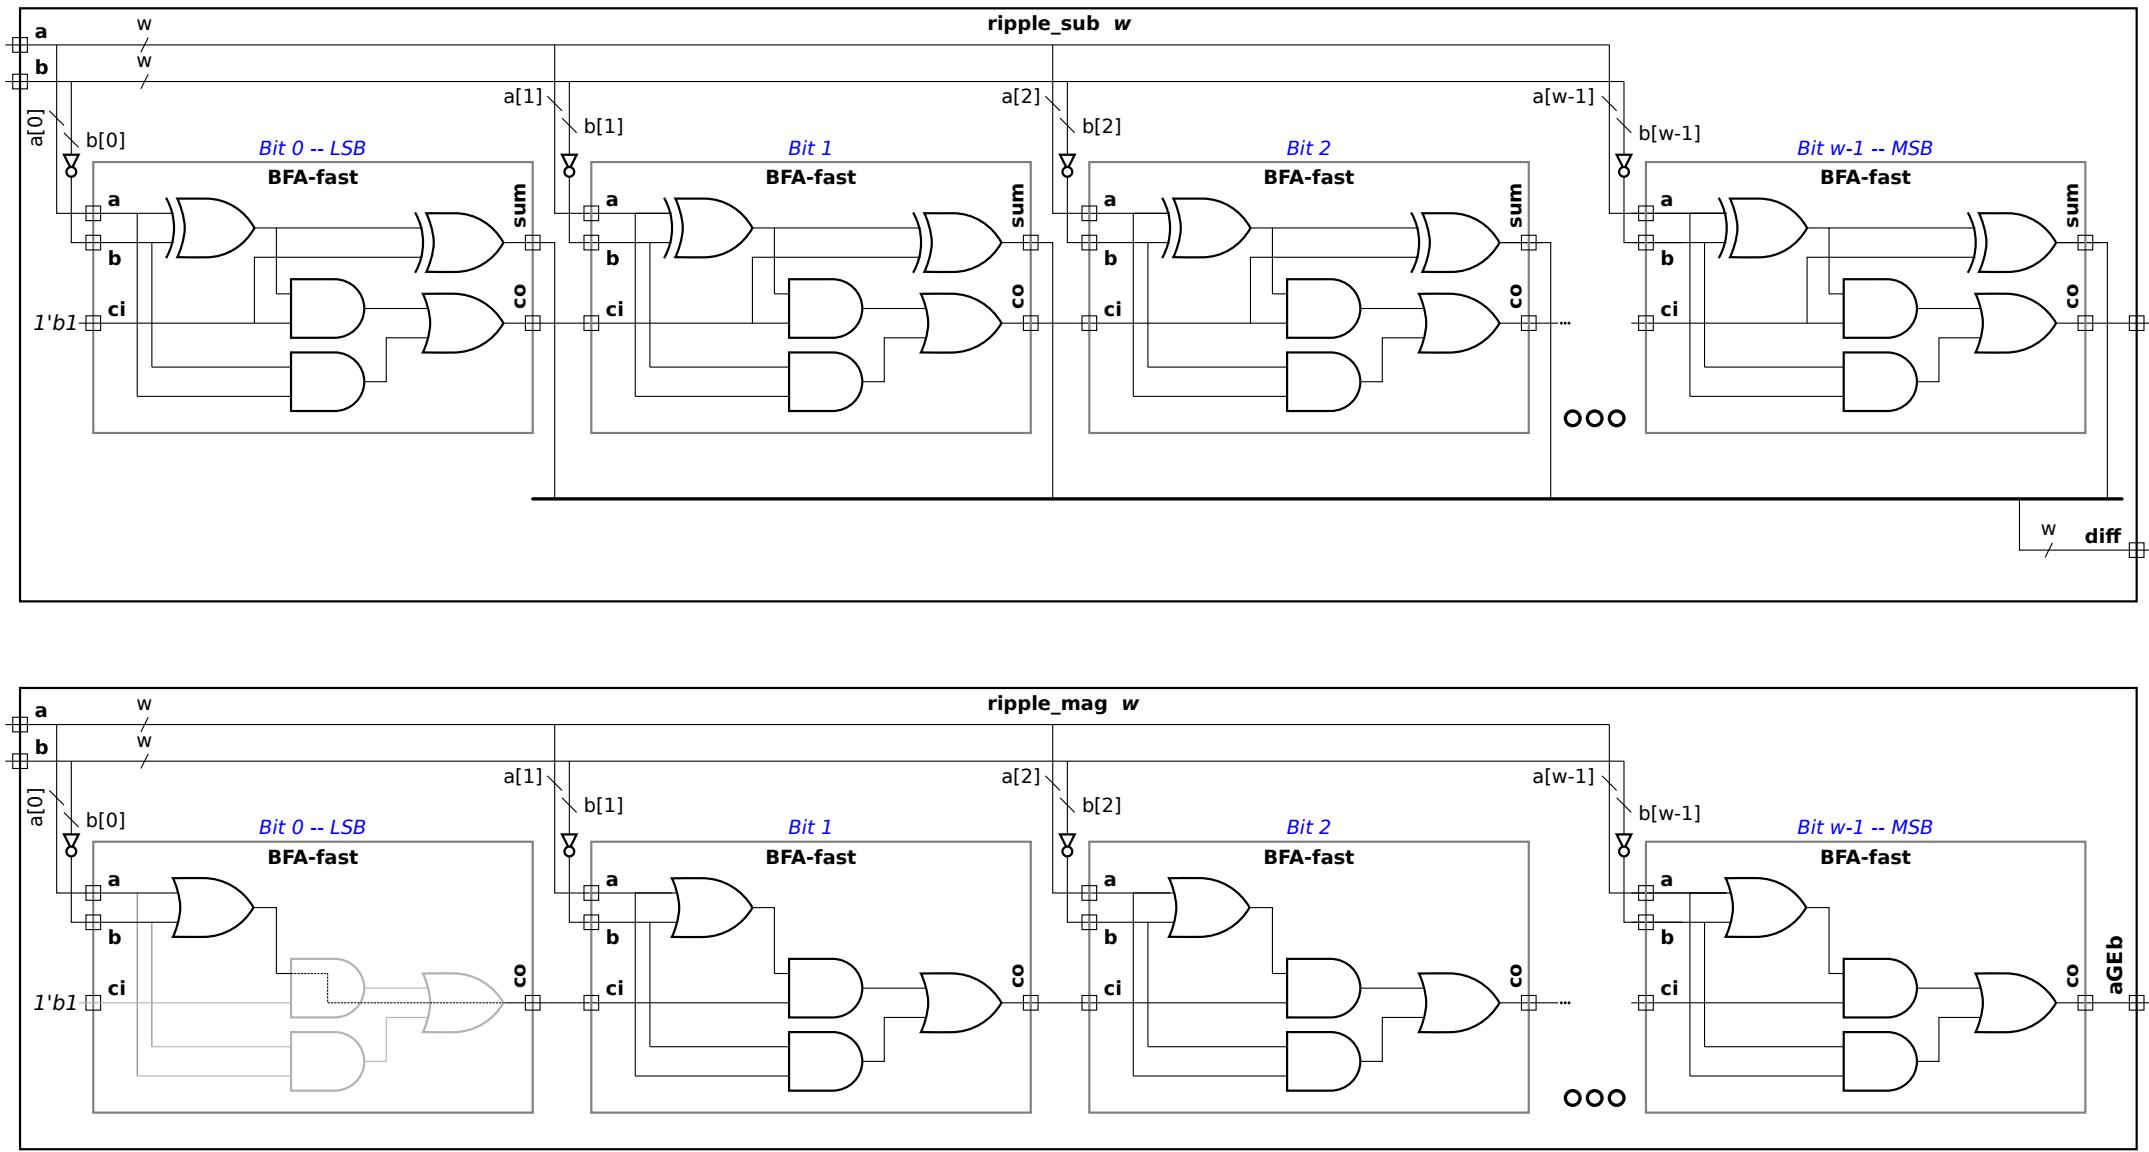 ripple_sub w
a
w
b
w
a[0]
b[0]
a[1]
b[1]
a[2]
b[2]
a[w-1]
b[w-1]
Bit 0 -- LSB
Bit 1
Bit 2
Bit w-1 -- MSB
BFA-fast
BFA-fast
BFA-fast
BFA-fast
a
b
ci
sum
co
a
b
ci
sum
co
a
b
ci
sum
co
a
b
ci
sum
co
1'b1
...
w
diff
ripple_mag w
a
w
b
w
a[0]
b[0]
a[1]
b[1]
a[2]
b[2]
a[w-1]
b[w-1]
Bit 0 -- LSB
Bit 1
Bit 2
Bit w-1 -- MSB
BFA-fast
BFA-fast
BFA-fast
BFA-fast
a
b
ci
co
a
b
ci
co
a
b
ci
co
a
b
ci
co
1'b1
...
aGEb